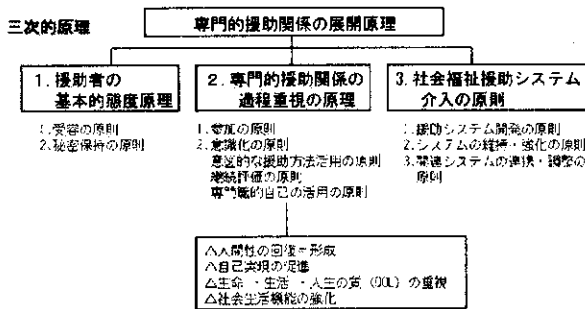 三次的原理
専門的援助関係の展開原理
1. 援助者の
基本的態度原理
2. 専門的援助関係の
過程重視の原理
3. 社会福祉援助システム
介入の原則
1.受容の原則
2.秘密保持の原則
1.参加の原則
2.意識化の原則
意図的な援助方法活用の原則
継続評価の原則
専門職的自己の活用の原則
1.援助システム開発の原則
2.システムの維持・強化の原則
3.関連システムの連携・調整の
原則
△人間性の回復=形成
△自己実現の促進
△生命・生活・人生の質(QOL)の重視
△社会生活機能の強化